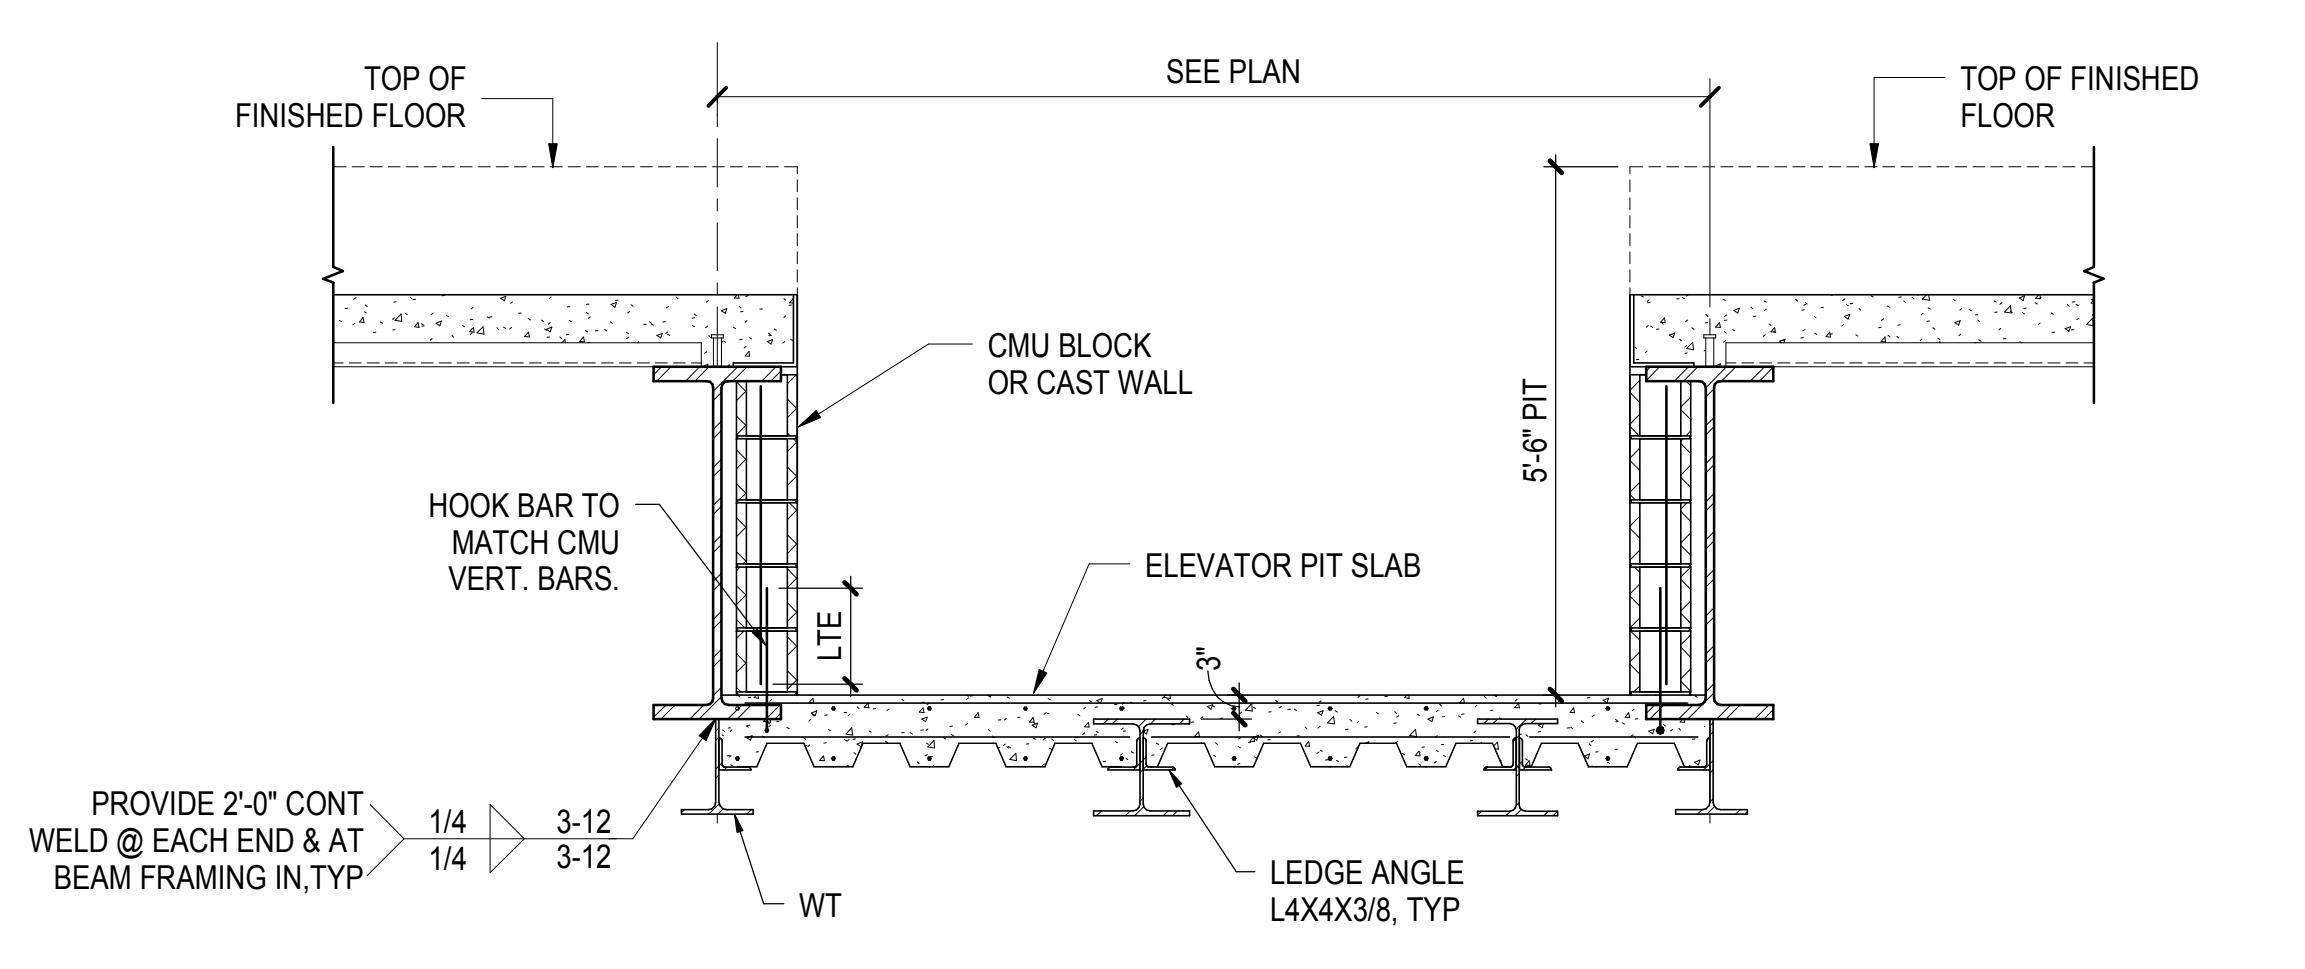 SEE PLAN
TOP OF
FINISHED FLOOR
TOP OF FINISHED
FLOOR
CMU BLOCK
OR CAST WALL
5'-6" PIT
HOOK BAR TO
MATCH CMU
VERT. BARS.
LTE
ELEVATOR PIT SLAB
3"
PROVIDE 2'-0" CONT
WELD @ EACH END & AT
BEAM FRAMING IN,TYP
1/4 3-12
1/4 3-12
WT
LEDGE ANGLE
L4X4X3/8, TYP